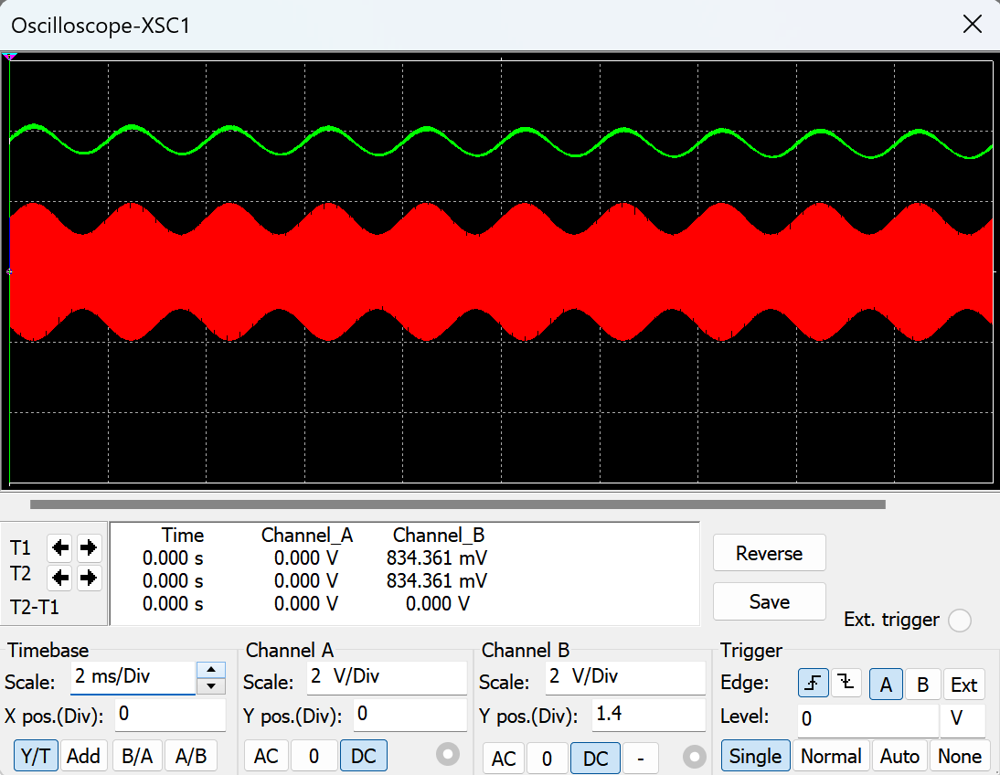 Oscilloscope-XSC1
Time Channel_A Channel_B
T1 0.000 s 0.000 V 834.361 mV
T2 0.000 s 0.000 V 834.361 mV
T2-T1 0.000 s 0.000 V 0.000 V
Reverse
Save
Ext. trigger
Timebase
Scale: 2 ms/Div
X pos.(Div): 0
Y/T Add B/A A/B
Channel A
Scale: 2 V/Div
Y pos.(Div): 0
AC 0 DC
Channel B
Scale: 2 V/Div
Y pos.(Div): 1.4
AC 0 DC -
Trigger
Edge: A B Ext
Level: 0 V
Single Normal Auto None